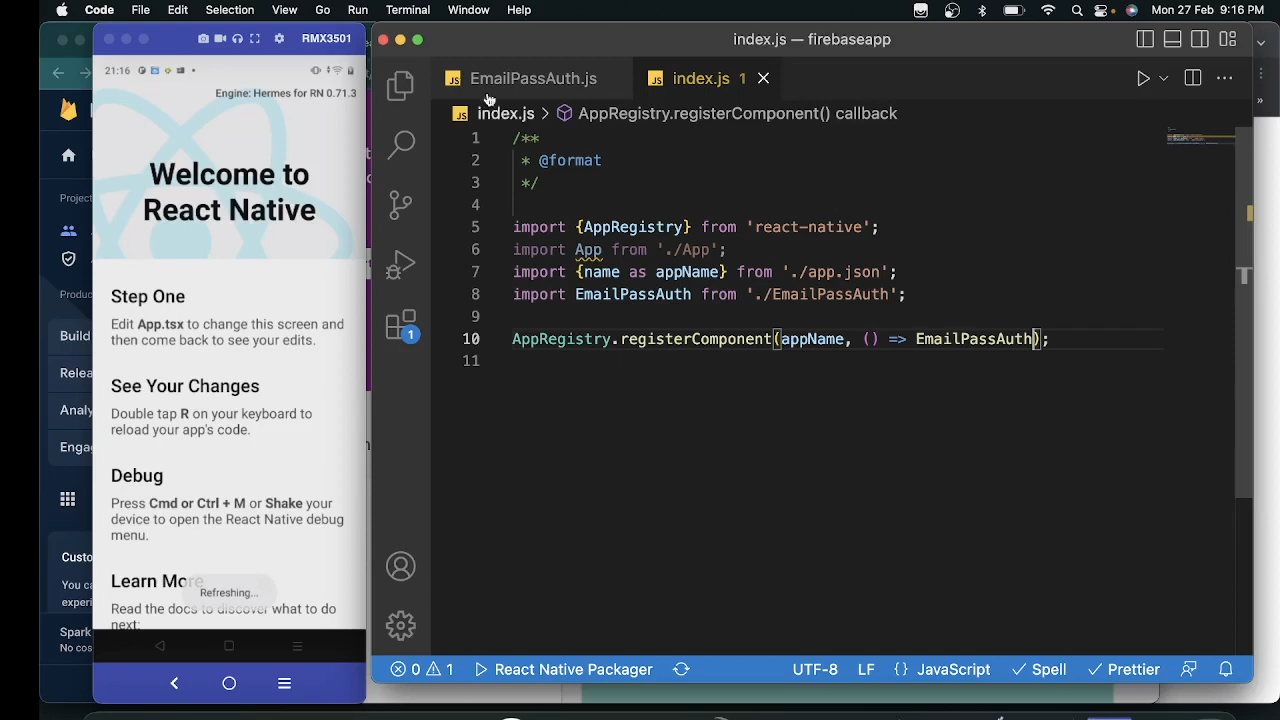 Code File Edit Selection View Go Run Terminal Window Help Mon 27 Feb 9:16 PM
RMX3501
21:16
Engine: Hermes for RN 0.71.3
Welcome to
React Native
Step One
Edit App.tsx to change this screen and
then come back to see your edits.
See Your Changes
Double tap R on your keyboard to
reload your app's code.
Debug
Press Cmd or Ctrl + M or Shake your
device to open the React Native debug
menu.
Learn More
Refreshing...
Read the docs to discover what to do
next:
Project
Produc
Build
Relea
Analy
Engag
Custo
You ca
experi
Spark
No cos
index.js — firebaseapp
JS EmailPassAuth.js
JS index.js 1
JS index.js > AppRegistry.registerComponent() callback
1 /**
2 * @format
3 */
4
5 import {AppRegistry} from 'react-native';
6 import App from './App';
7 import {name as appName} from './app.json';
8 import EmailPassAuth from './EmailPassAuth';
9
10 AppRegistry.registerComponent(appName, () => EmailPassAuth);
11
1
0 1 React Native Packager UTF-8 LF {} JavaScript Spell Prettier